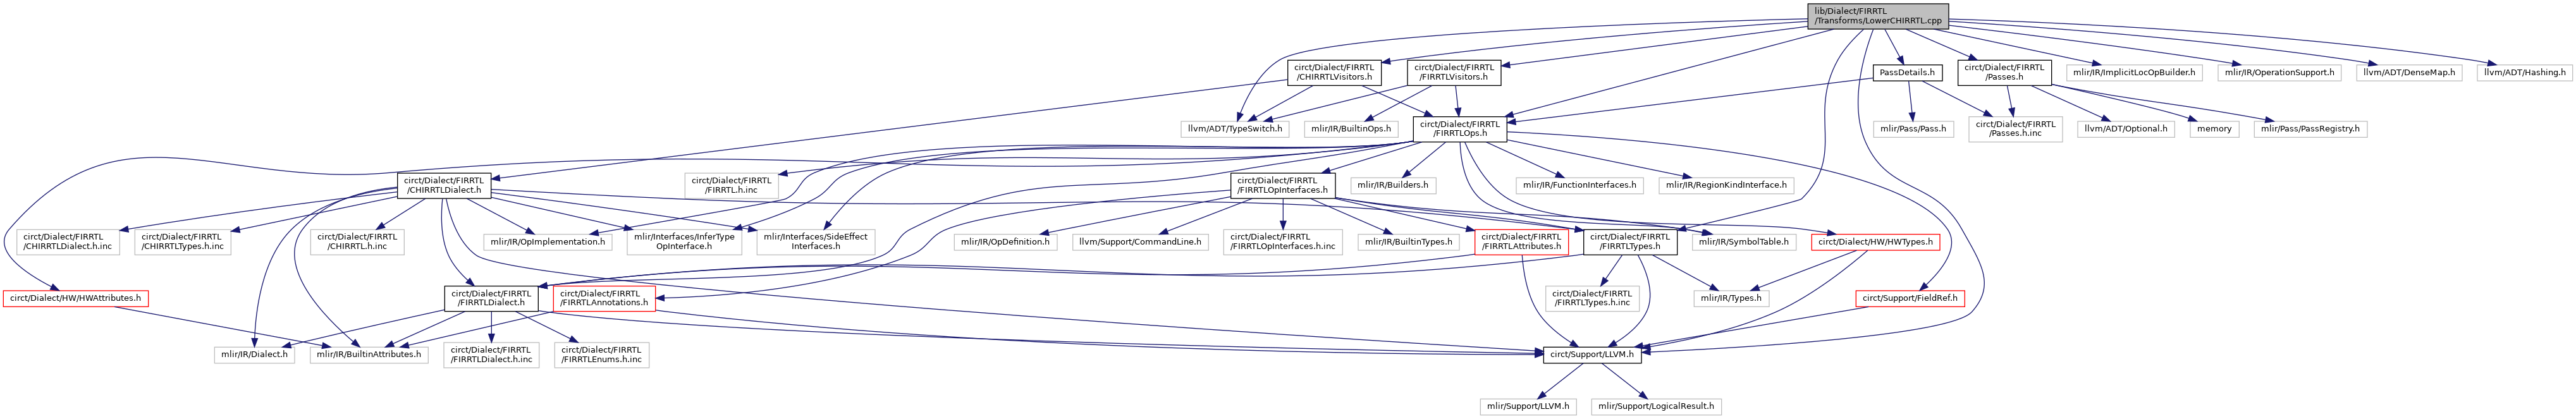 lib/Dialect/FIRRTL
/Transforms/LowerCHIRRTL.cpp
circt/Dialect/FIRRTL
/CHIRRTLVisitors.h
circt/Dialect/FIRRTL
/FIRRTLVisitors.h
PassDetails.h
circt/Dialect/FIRRTL
/Passes.h
mlir/IR/ImplicitLocOpBuilder.h
mlir/IR/OperationSupport.h
llvm/ADT/DenseMap.h
llvm/ADT/Hashing.h
llvm/ADT/TypeSwitch.h
mlir/IR/BuiltinOps.h
circt/Dialect/FIRRTL
/FIRRTLOps.h
mlir/Pass/Pass.h
circt/Dialect/FIRRTL
/Passes.h.inc
llvm/ADT/Optional.h
memory
mlir/Pass/PassRegistry.h
circt/Dialect/FIRRTL
/CHIRRTLDialect.h
circt/Dialect/FIRRTL
/FIRRTL.h.inc
circt/Dialect/FIRRTL
/FIRRTLOpInterfaces.h
mlir/IR/Builders.h
mlir/IR/FunctionInterfaces.h
mlir/IR/RegionKindInterface.h
circt/Dialect/FIRRTL
/CHIRRTLDialect.h.inc
circt/Dialect/FIRRTL
/CHIRRTLTypes.h.inc
circt/Dialect/FIRRTL
/CHIRRTL.h.inc
mlir/IR/OpImplementation.h
mlir/Interfaces/InferType
OpInterface.h
mlir/Interfaces/SideEffect
Interfaces.h
mlir/IR/OpDefinition.h
llvm/Support/CommandLine.h
circt/Dialect/FIRRTL
/FIRRTLOpInterfaces.h.inc
mlir/IR/BuiltinTypes.h
circt/Dialect/FIRRTL
/FIRRTLAttributes.h
circt/Dialect/FIRRTL
/FIRRTLTypes.h
mlir/IR/SymbolTable.h
circt/Dialect/HW/HWTypes.h
circt/Dialect/HW/HWAttributes.h
circt/Dialect/FIRRTL
/FIRRTLDialect.h
circt/Dialect/FIRRTL
/FIRRTLAnnotations.h
circt/Dialect/FIRRTL
/FIRRTLTypes.h.inc
mlir/IR/Types.h
circt/Support/FieldRef.h
mlir/IR/Dialect.h
mlir/IR/BuiltinAttributes.h
circt/Dialect/FIRRTL
/FIRRTLDialect.h.inc
circt/Dialect/FIRRTL
/FIRRTLEnums.h.inc
circt/Support/LLVM.h
mlir/Support/LLVM.h
mlir/Support/LogicalResult.h